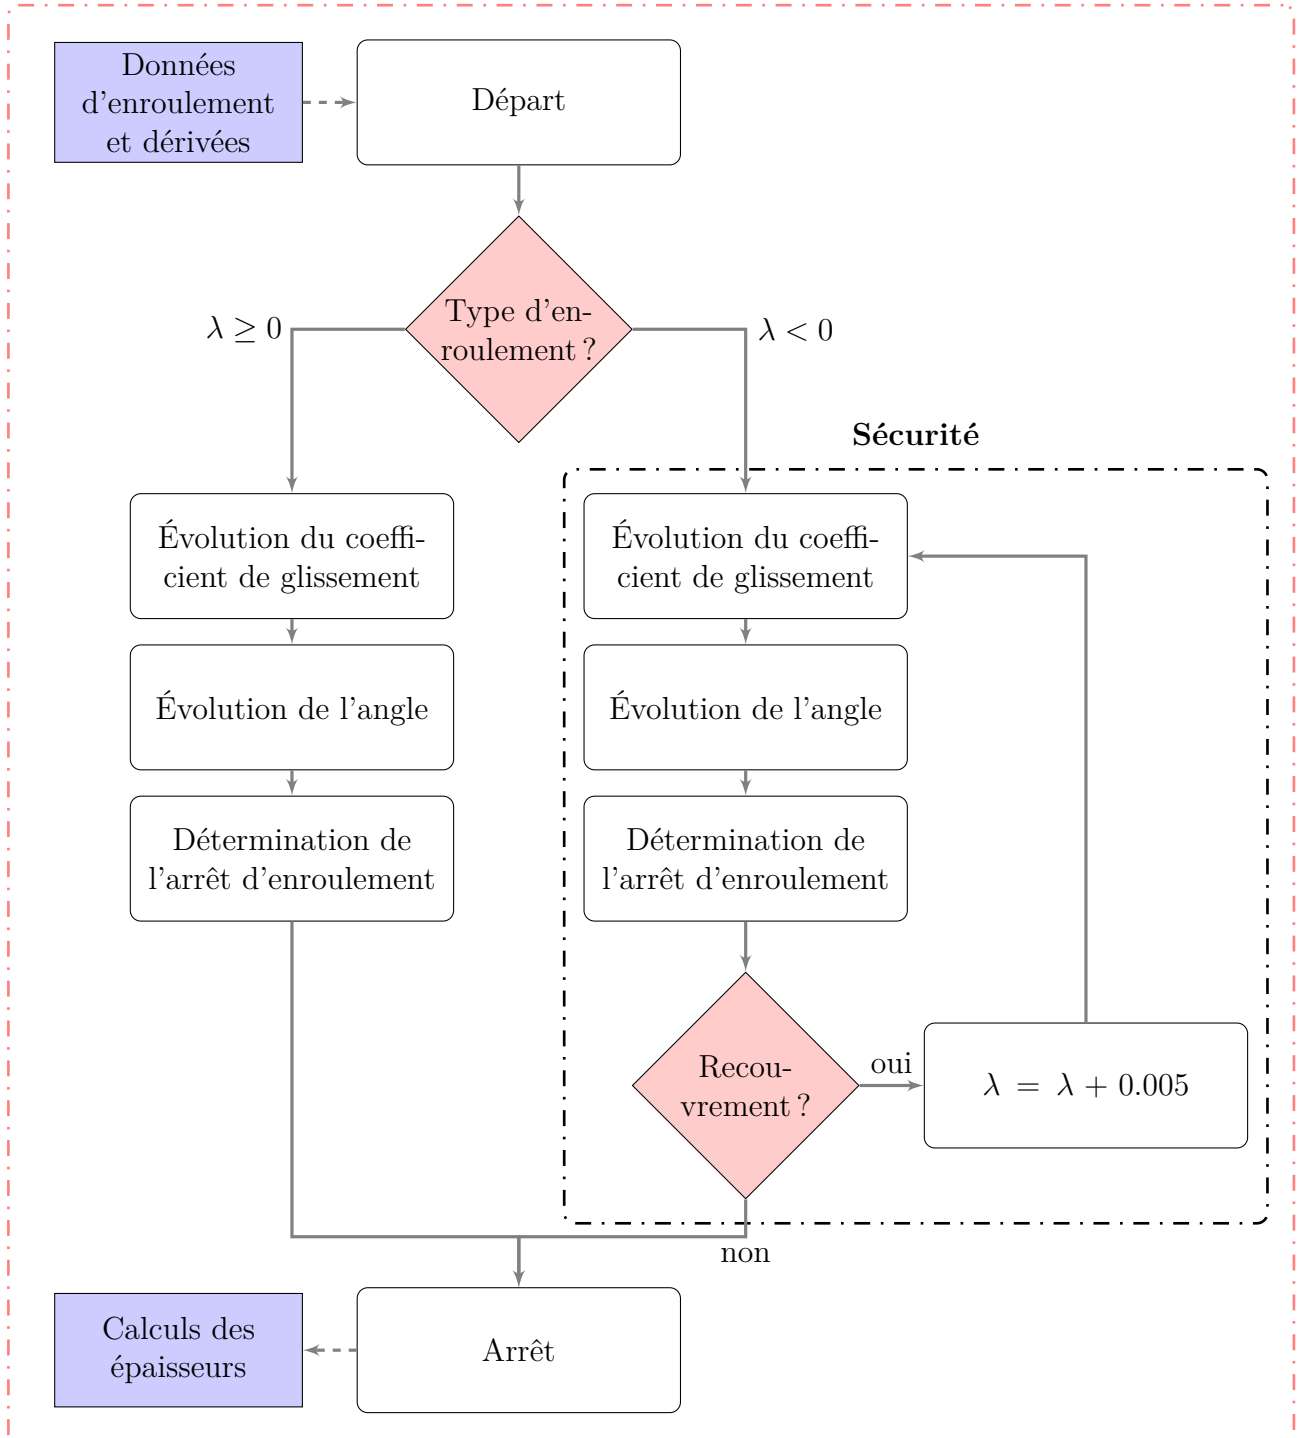 Données
d'enroulement
et dérivées
Départ
Type d'en-
roulement ?
λ ≥ 0
λ < 0
Sécurité
Évolution du coeffi-
cient de glissement
Évolution de l'angle
Détermination de
l'arrêt d'enroulement
Évolution du coeffi-
cient de glissement
Évolution de l'angle
Détermination de
l'arrêt d'enroulement
Recou-
vrement ?
oui
λ = λ + 0.005
non
Calculs des
épaisseurs
Arrêt